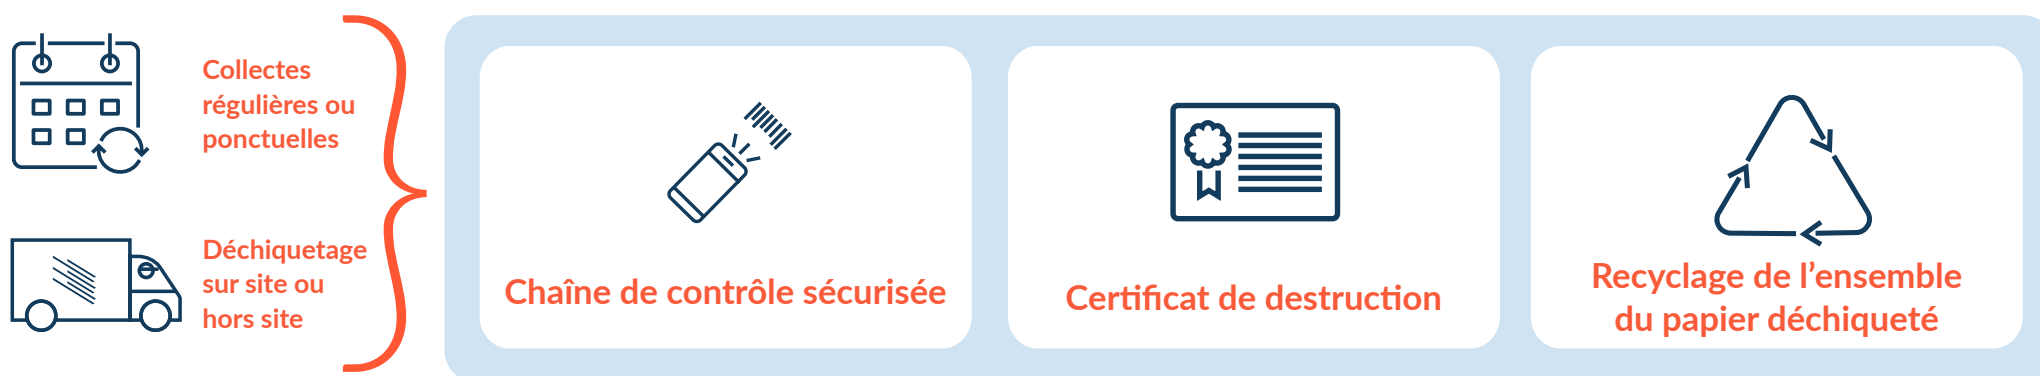 Collectes
régulières ou
ponctuelles
Déchiquetage
sur site ou
hors site
Chaîne de contrôle sécurisée
Certificat de destruction
Recyclage de l’ensemble
du papier déchiqueté